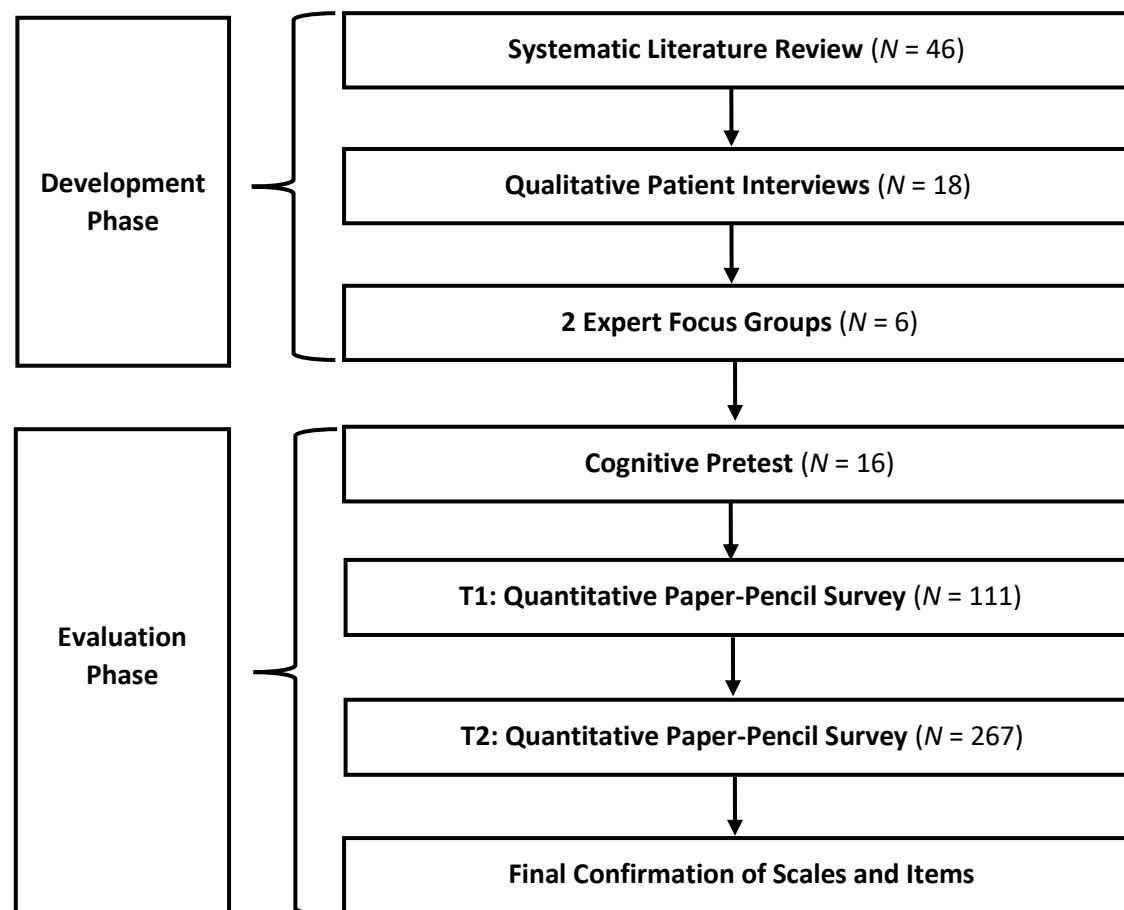 Systematic Literature Review (N = 46)
Development
Phase
Qualitative Patient Interviews (N = 18)
2 Expert Focus Groups (N = 6)
Cognitive Pretest (N = 16)
T1: Quantitative Paper-Pencil Survey (N = 111)
Evaluation
Phase
T2: Quantitative Paper-Pencil Survey (N = 267)
Final Confirmation of Scales and Items